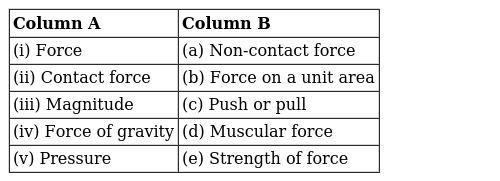 Column A Column B
(i) Force (a) Non-contact force
(ii) Contact force (b) Force on a unit area
(iii) Magnitude (c) Push or pull
(iv) Force of gravity (d) Muscular force
(v) Pressure (e) Strength of force